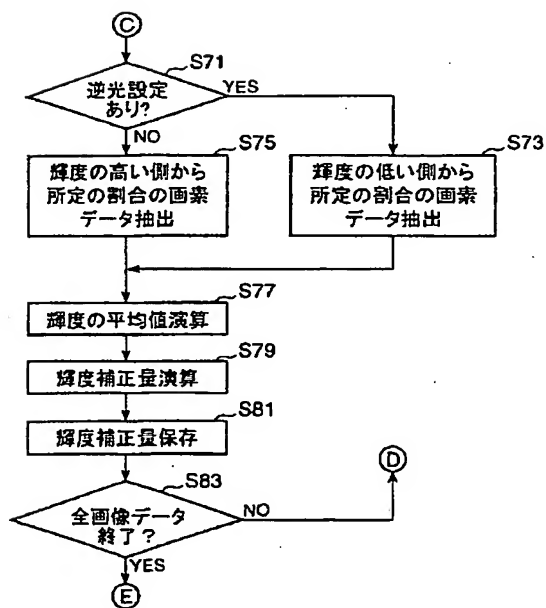 C
S71
逆光設定
あり?
YES
NO
S75
S73
輝度の高い側から
所定の割合の画素
データ抽出
輝度の低い側から
所定の割合の画素
データ抽出
S77
輝度の平均値演算
S79
輝度補正量演算
S81
輝度補正量保存
S83
D
全画像データ
終了?
NO
YES
E